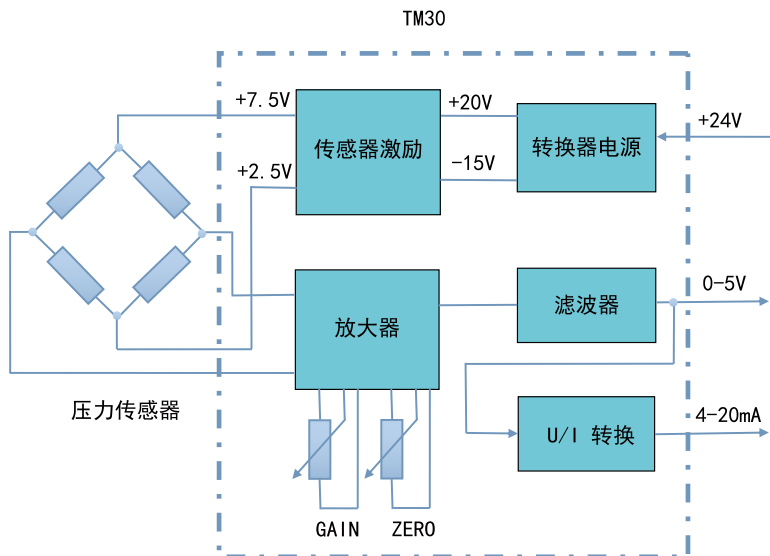 TM30
+7.5V
+20V
+24V
传感器激励
转换器电源
+2.5V
-15V
0-5V
放大器
滤波器
压力传感器
4-20mA
U/I 转换
GAIN
ZERO